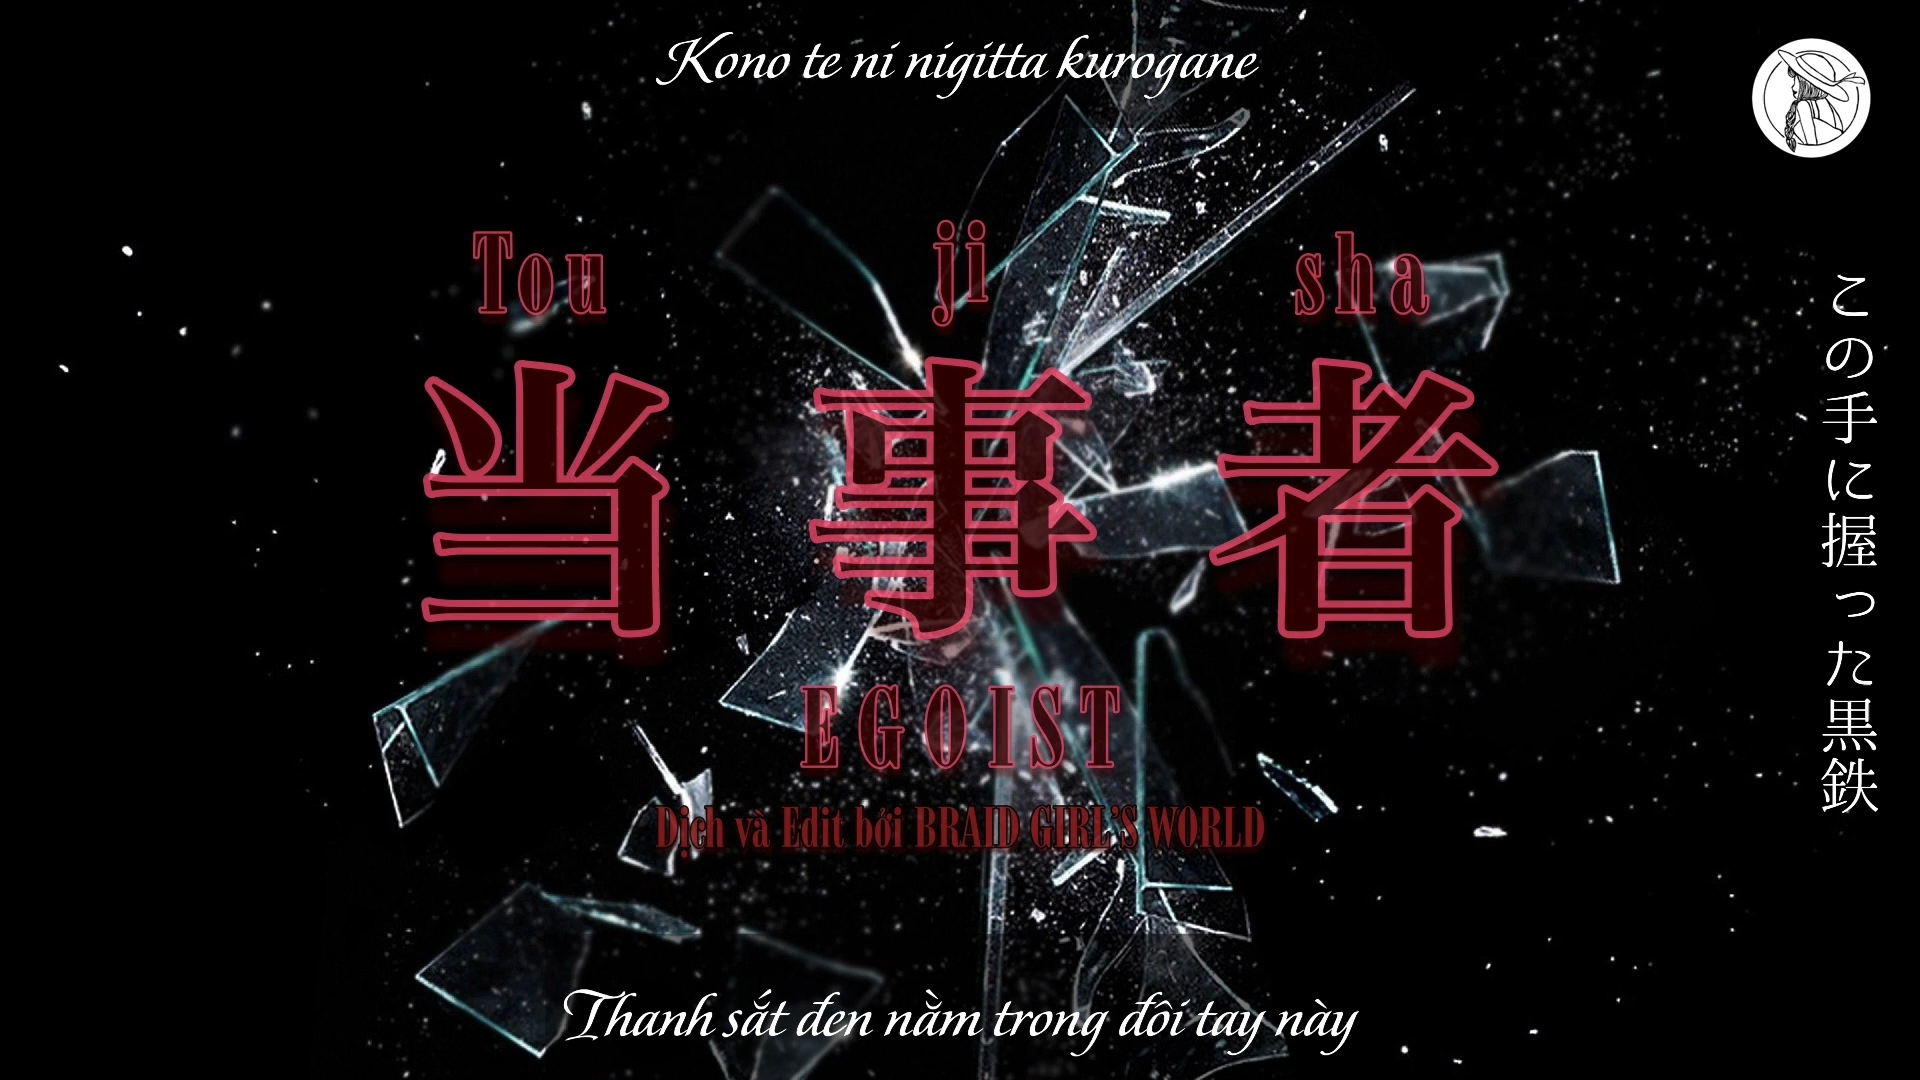 Kono te ni nigitta kurogane
Tou ji sha
当事者
EGOIST
Dịch và Edit bởi BRAID GIRL'S WORLD
この手に握った黒鉄
Thanh sắt đen nằm trong đôi tay này